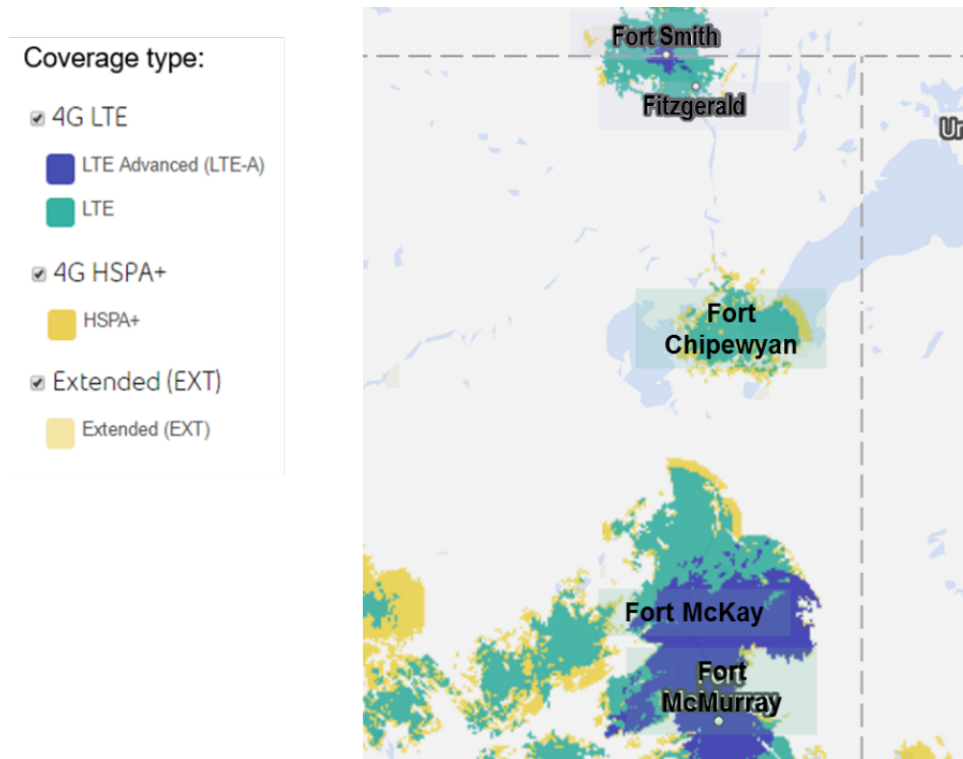 Coverage type:
4G LTE
LTE Advanced (LTE-A)
LTE
4G HSPA+
HSPA+
Extended (EXT)
Extended (EXT)
Fort Smith
Fitzgerald
Fort
Chipewyan
Fort McKay
Fort
McMurray